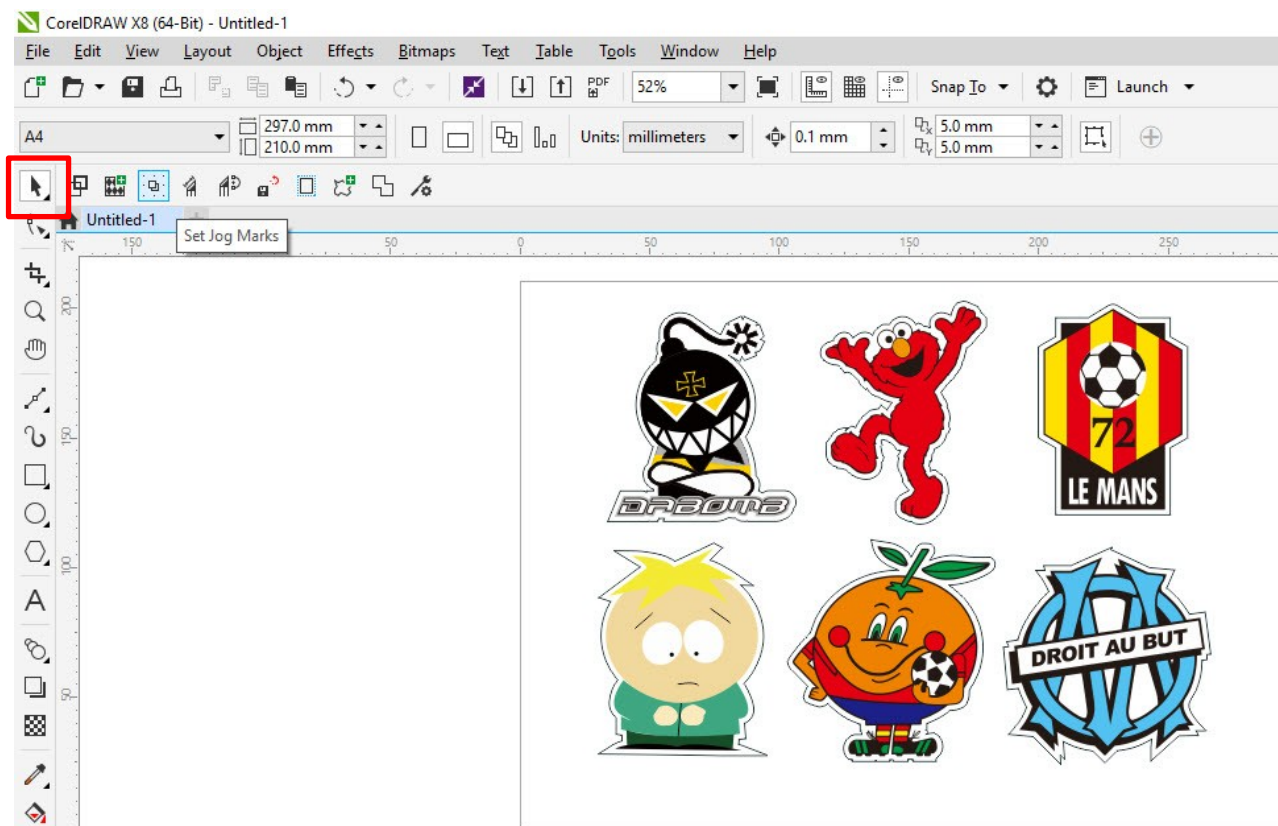 CorelDRAW X8 (64-Bit) - Untitled-1
File Edit View Layout Object Effects Bitmaps Text Table Tools Window Help
PDF 52% Snap To Launch
A4 297.0 mm 210.0 mm Units: millimeters 0.1 mm 5.0 mm 5.0 mm
Untitled-1
Set Jog Marks
150 50 0 50 100 150 200 250
200
150
100
50
72
LE MANS
DABOMB
DROIT AU BUT